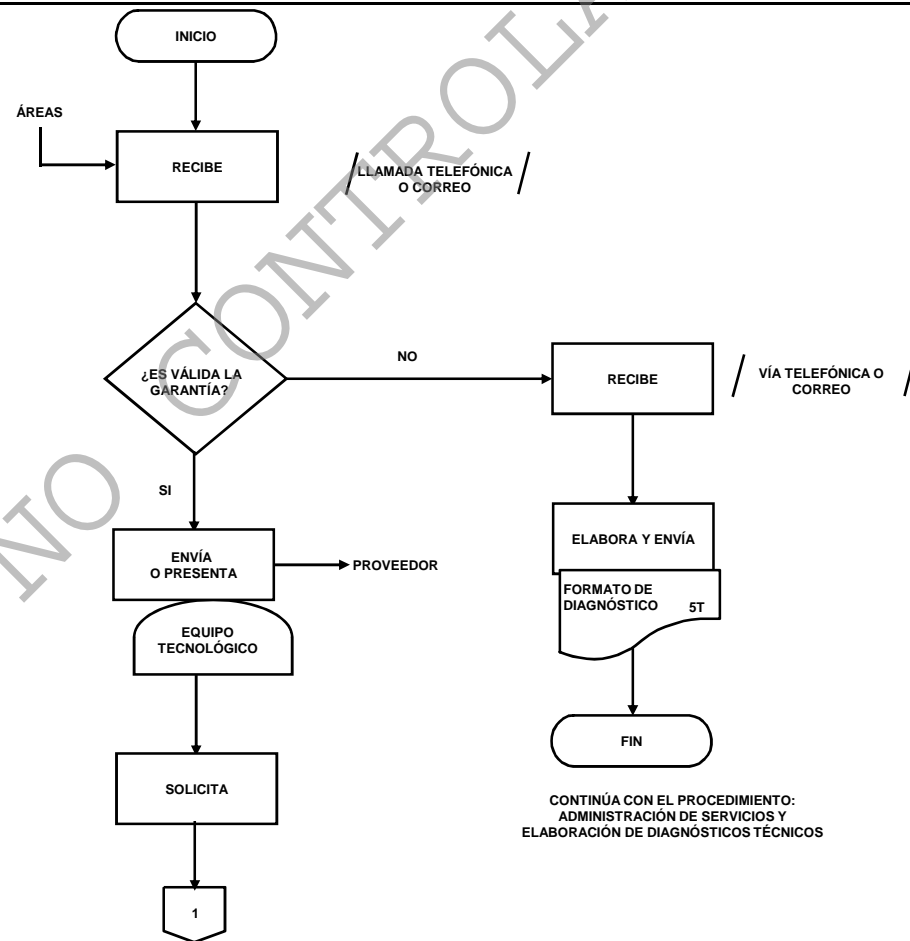 INICIO
ÁREAS
RECIBE
LLAMADA TELEFÓNICA
O CORREO
¿ES VÁLIDA LA
GARANTÍA?
NO
RECIBE
VÍA TELEFÓNICA O
CORREO
SI
ENVÍA
O PRESENTA
PROVEEDOR
EQUIPO
TECNOLÓGICO
ELABORA Y ENVÍA
FORMATO DE
DIAGNÓSTICO 5T
SOLICITA
FIN
CONTINÚA CON EL PROCEDIMIENTO:
ADMINISTRACIÓN DE SERVICIOS Y
ELABORACIÓN DE DIAGNÓSTICOS TÉCNICOS
1
NO CONTROLA